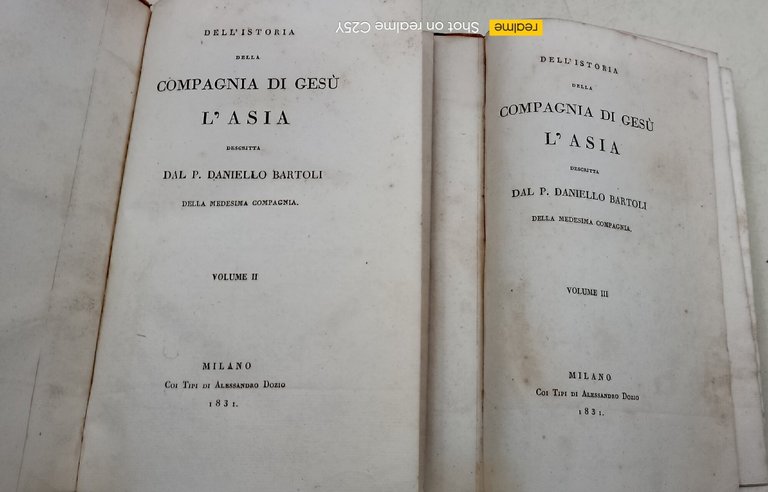 DELL'ISTORIA
DELLA
COMPAGNIA DI GESÙ
L'ASIA
DESCRITTA
DAL P. DANIELLO BARTOLI
DELLA MEDESIMA COMPAGNIA.
VOLUME II
MILANO
COI TIPI DI ALESSANDRO DOZIO
1831.
DELL'ISTORIA
DELLA
COMPAGNIA DI GESÙ
L'ASIA
DESCRITTA
DAL P. DANIELLO BARTOLI
DELLA MEDESIMA COMPAGNIA.
VOLUME III
MILANO
COI TIPI DI ALESSANDRO DOZIO
1831.
realme
Shot on realme C25Y